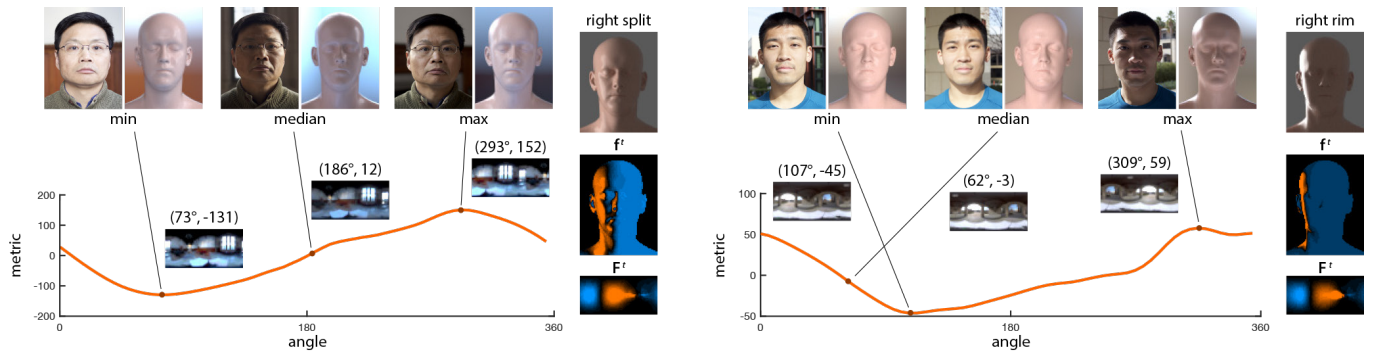 right split
min
median
max
f^t
(293°, 152)
(186°, 12)
(73°, -131)
200
100
0
-100
-200
metric
F^t
0
180
360
angle
right rim
min
median
max
f^t
(309°, 59)
(107°, -45)
(62°, -3)
100
50
0
-50
metric
F^t
0
180
360
angle